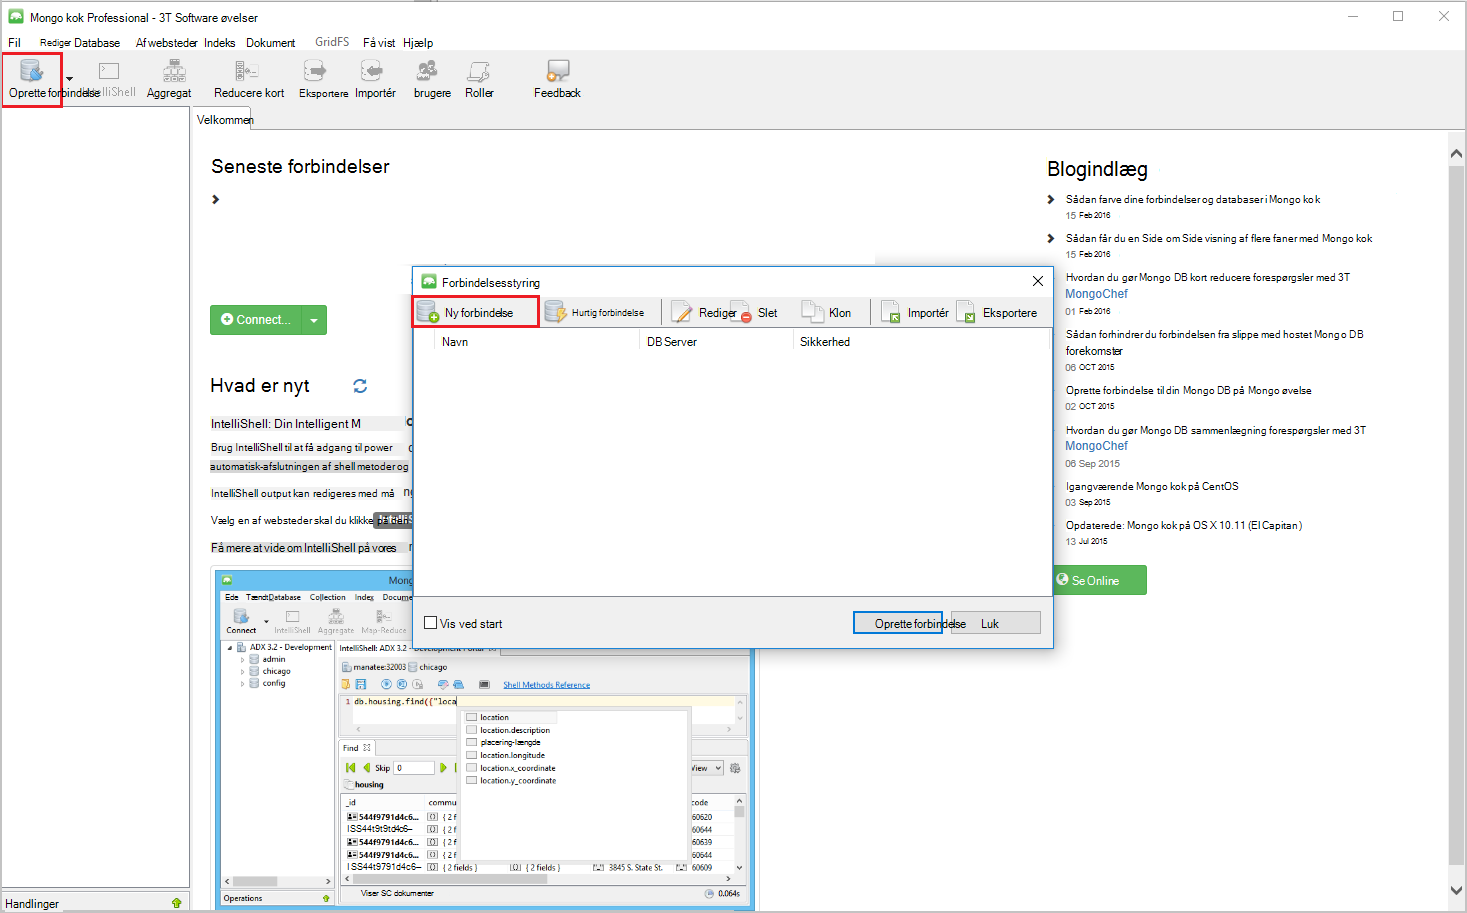 Mongo kok Professional - 3T Software øvelser
Fil Rediger Database Af websteder Indeks Dokument GridFS Få vist Hjælp
Oprette forbindelse IntelliShell Aggregat Reducere kort Eksportere Importér brugere Roller Feedback
Velkommen
Seneste forbindelser
Connect...
Hvad er nyt
IntelliShell: Din Intelligent M
Brug IntelliShell til at få adgang til power
automatisk-afslutningen af shell metoder og
IntelliShell output kan redigeres med må
Vælg en af websteder skal du klikke på den
Få mere at vide om IntelliShell på vores
Blogindlæg
Sådan farve dine forbindelser og databaser i Mongo kok
15 Feb 2016
Sådan får du en Side om Side visning af flere faner med Mongo kok
15 Feb 2016
Hvordan du gør Mongo DB kort reducere forespørgsler med 3T
MongoChef
01 Feb 2016
Sådan forhindrer du forbindelsen fra slippe med hostet Mongo DB
forekomster
06 OCT 2015
Oprette forbindelse til din Mongo DB på Mongo øvelse
02 OCT 2015
Hvordan du gør Mongo DB sammenlægning forespørgsler med 3T
MongoChef
06 Sep 2015
Igangværende Mongo kok på CentOS
03 Sep 2015
Opdaterede: Mongo kok på OS X 10.11 (El Capitan)
13 Jul 2015
Se Online
Forbindelsesstyring
Ny forbindelse Hurtig forbindelse Rediger Slet Klon Importér Eksportere
Navn DB Server Sikkerhed
Vis ved start
Oprette forbindelse Luk
Mong
Ede Tændt Database Collection Index Docume
Connect IntelliShell Aggregate Map-Reduce
ADX 3.2 - Development
admin
chicago
config
IntelliShell: ADX 3.2 - Development
manatee:32003 chicago
Shell Methods Reference
1 db.housing.find({"loca
location
location.description
placering-længde
location.longitude
location.x_coordinate
location.y_coordinate
Find
Skip 0
View
housing
_id commu code
544f9791d4c6... { 2 f 60620
ISS44t9t9td4c6– { 2 f 60644
544f9791d4c6... { 2 f 60639
544f9791d4c6... { 2 f 60644
ISS44t9791d4c6– { 2 fields } { 2 fields } 3845 S. State St. 60609
Viser SC dokumenter 0.064s
Operations
Handlinger